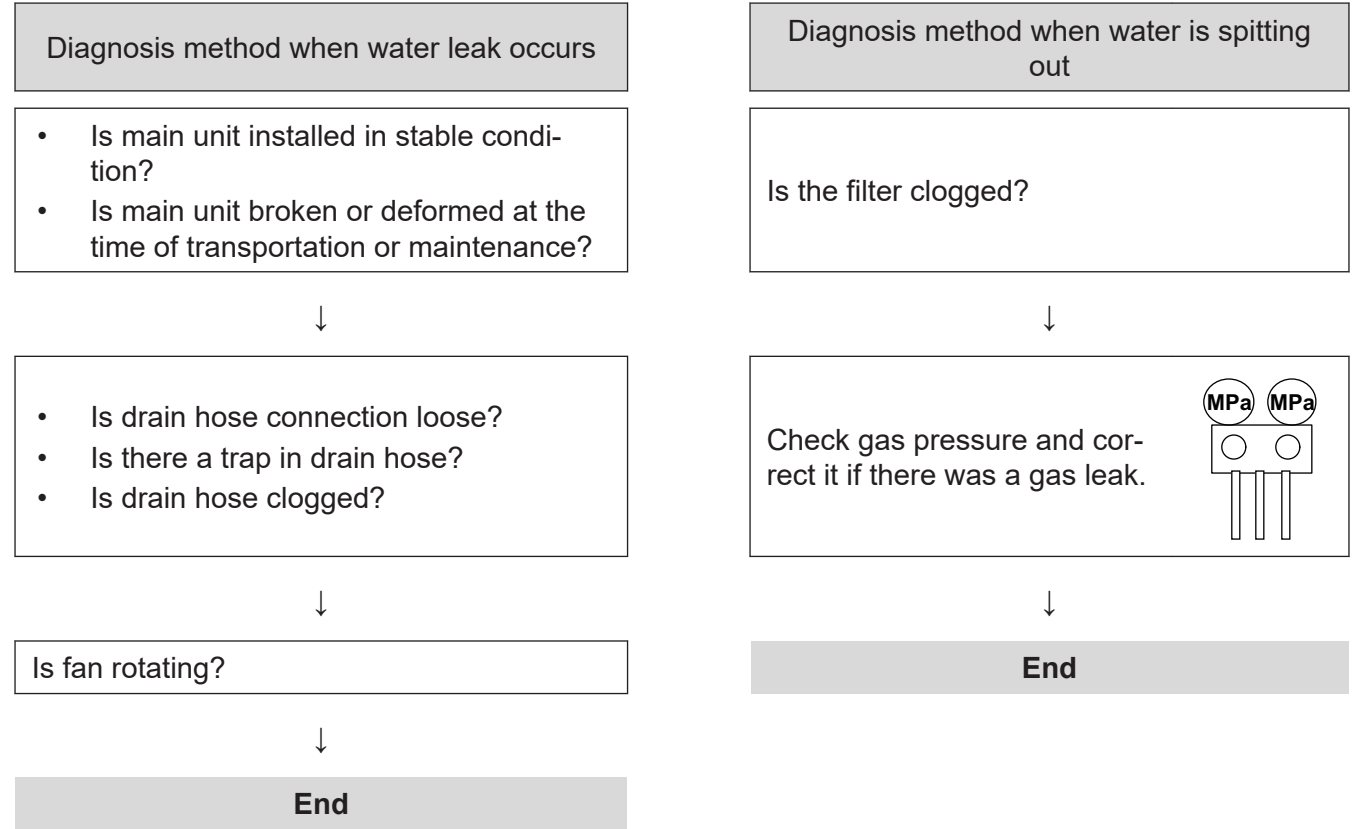 Diagnosis method when water leak occurs
• Is main unit installed in stable condi-
tion?
• Is main unit broken or deformed at the
time of transportation or maintenance?
↓
• Is drain hose connection loose?
• Is there a trap in drain hose?
• Is drain hose clogged?
↓
Is fan rotating?
↓
End
Diagnosis method when water is spitting
out
Is the filter clogged?
↓
Check gas pressure and cor-
rect it if there was a gas leak.
MPa MPa
↓
End